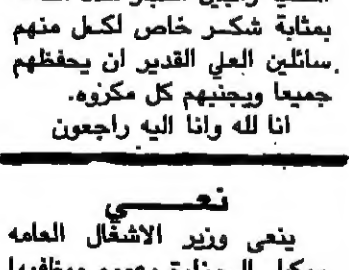 بمثابة شكر خاص لكل منهم
سائلين العلي القدير ان يحفظهم
جميعا ويجنبهم كل مكروه.
انا لله وانا اليه راجعون
نعي
ينعى وزير الاشغال العامه